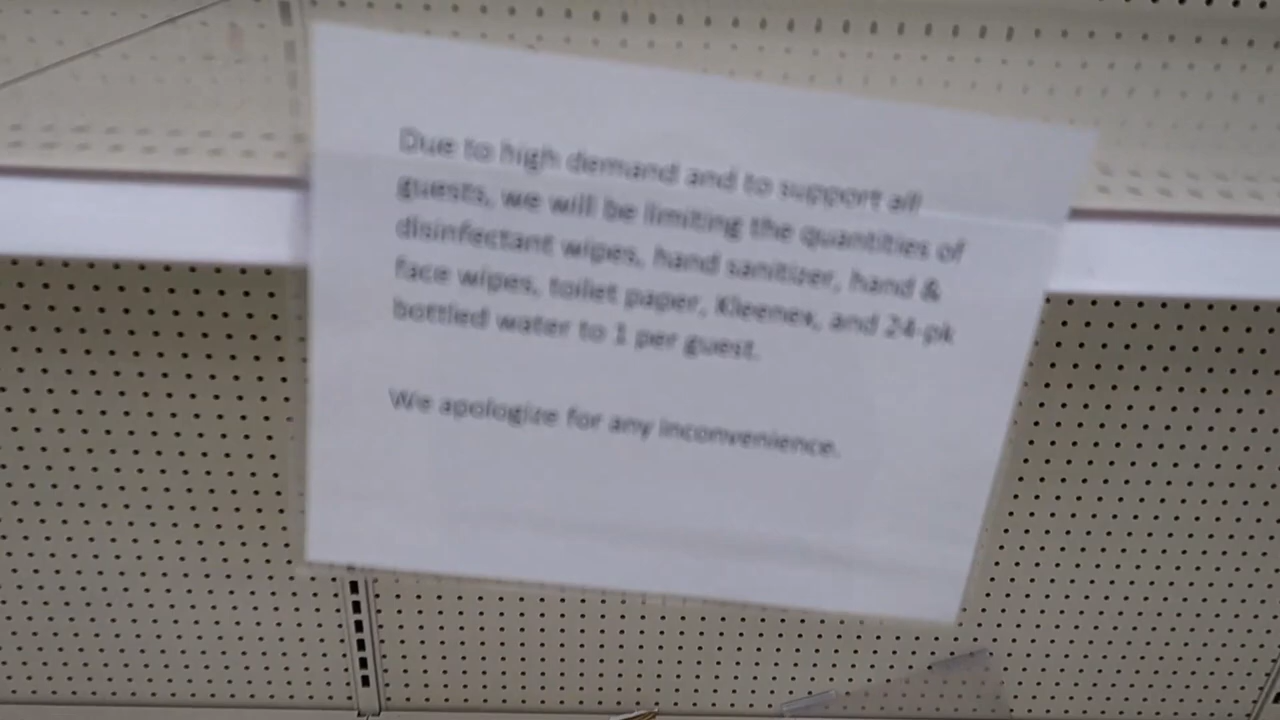 Due to high demand and to support all
guests, we will be limiting the quantities of
disinfectant wipes, hand sanitizer, hand &
face wipes, toilet paper, Kleenex, and 24-pk
bottled water to 1 per guest.
We apologize for any inconvenience.